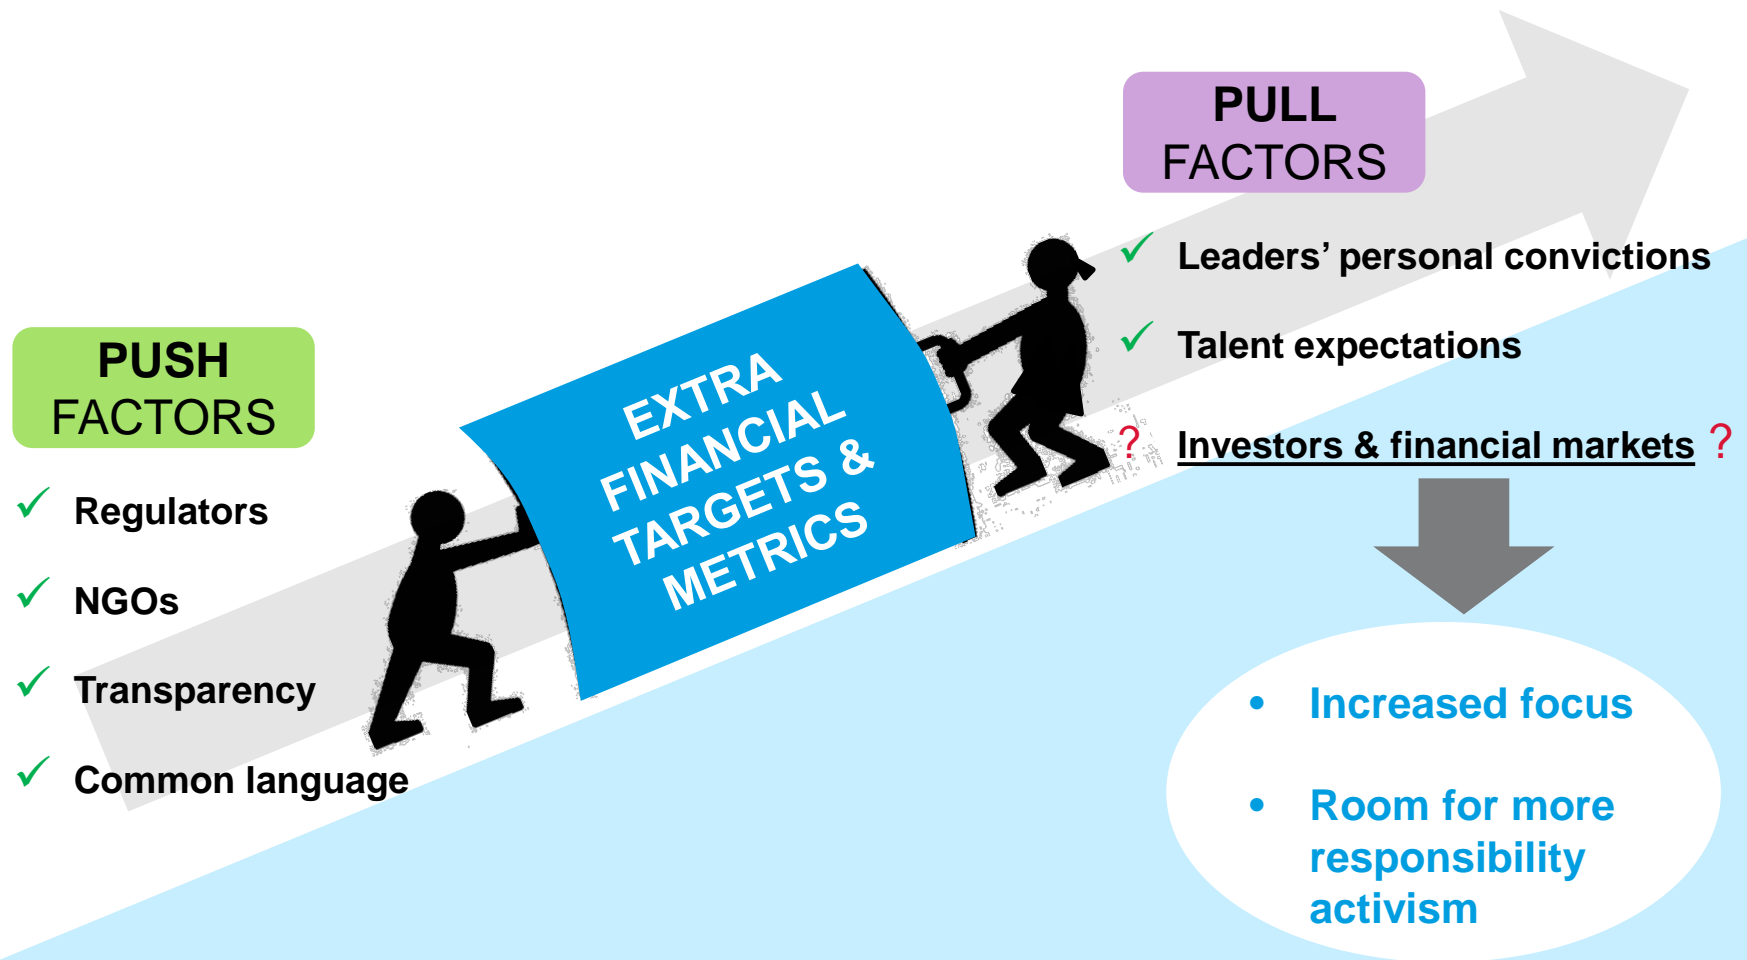 PUSH
FACTORS
✓ Regulators
✓ NGOs
✓ Transparency
✓ Common language
EXTRA
FINANCIAL
TARGETS &
METRICS
PULL
FACTORS
✓ Leaders’ personal convictions
✓ Talent expectations
? Investors & financial markets ?
• Increased focus
• Room for more
responsibility
activism